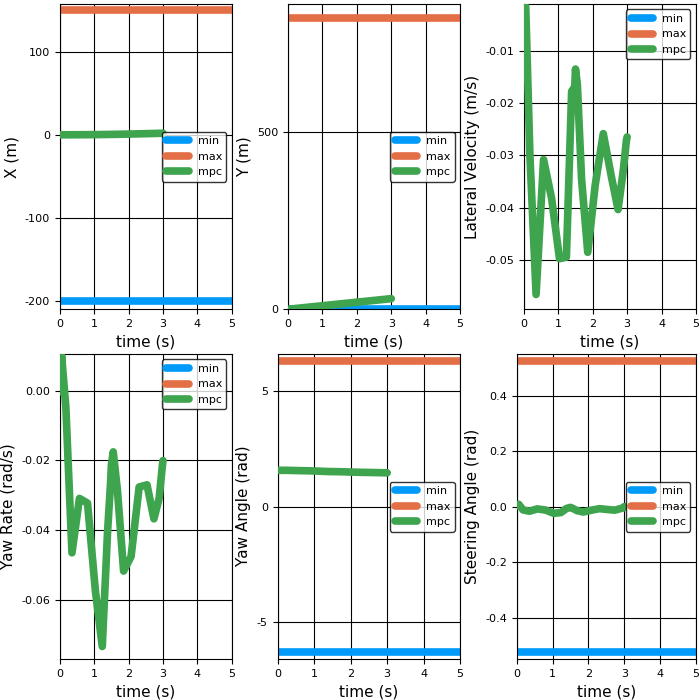 X (m)
100
0
-100
-200
0 1 2 3 4 5
time (s)
min
max
mpc
Y (m)
500
0
0 1 2 3 4 5
time (s)
min
max
mpc
Lateral Velocity (m/s)
-0.01
-0.02
-0.03
-0.04
-0.05
0 1 2 3 4 5
time (s)
min
max
mpc
Yaw Rate (rad/s)
0.00
-0.02
-0.04
-0.06
0 1 2 3 4 5
time (s)
min
max
mpc
Yaw Angle (rad)
5
0
-5
0 1 2 3 4 5
time (s)
min
max
mpc
Steering Angle (rad)
0.4
0.2
0.0
-0.2
-0.4
0 1 2 3 4 5
time (s)
min
max
mpc